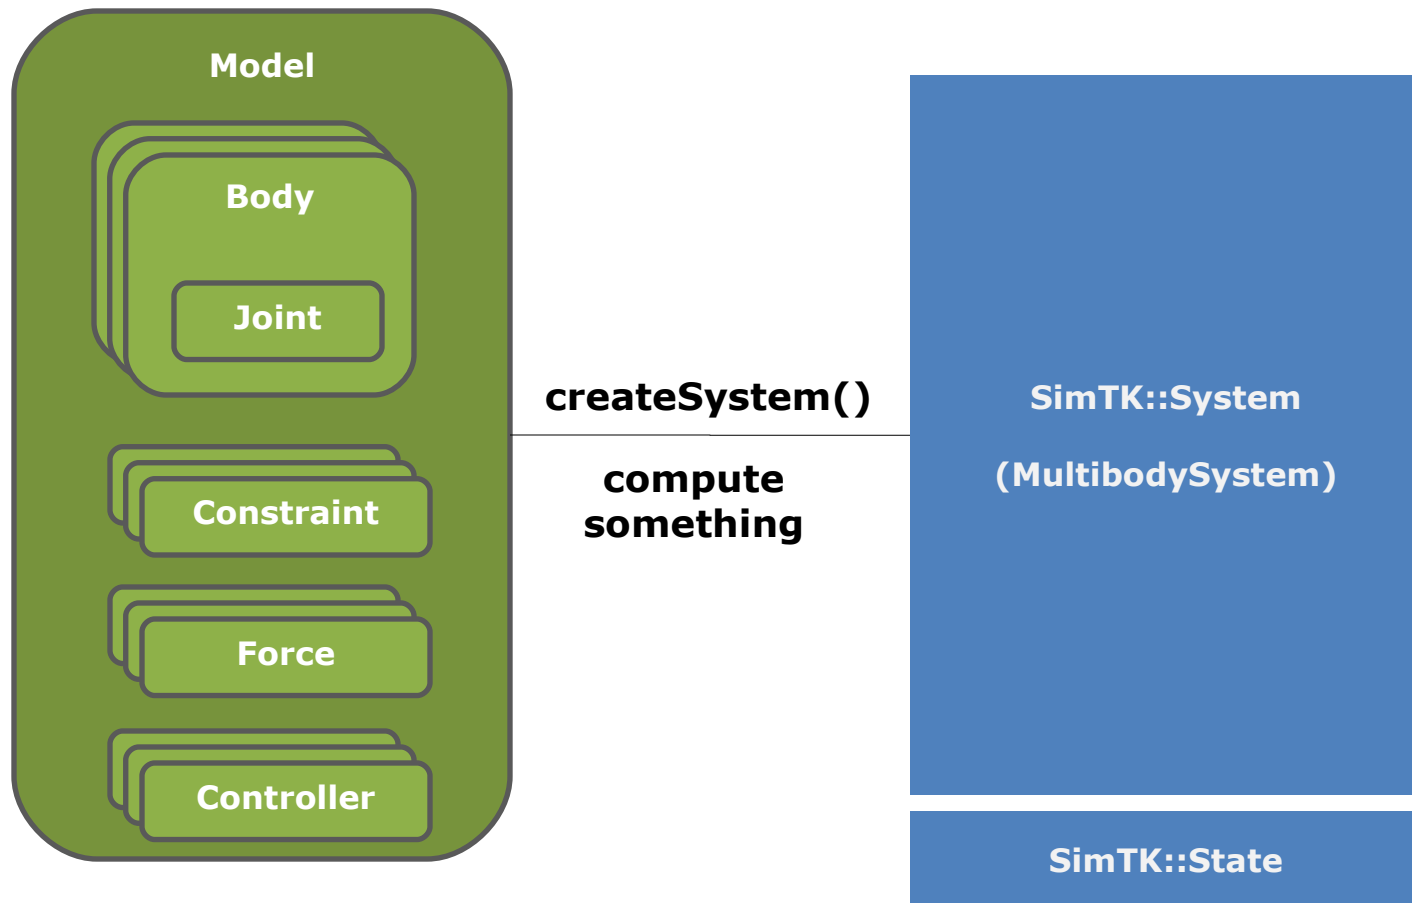 Model
Body
Joint
Constraint
Force
Controller
createSystem()
compute
something
SimTK::System
(MultibodySystem)
SimTK::State